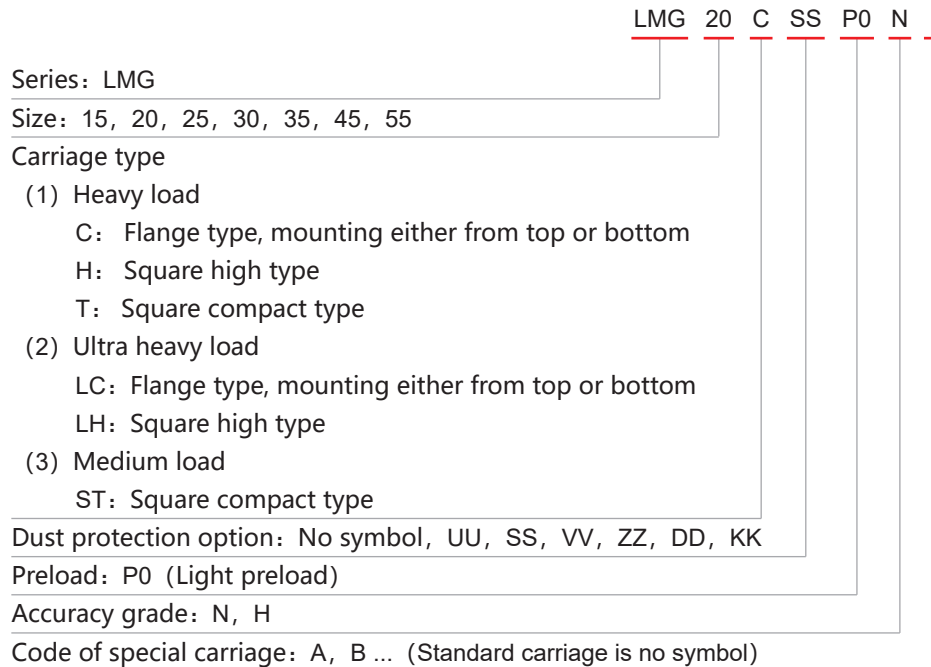 LMG 20 C SS P0 N
Series：LMG
Size：15，20，25，30，35，45，55
Carriage type
（1）Heavy load
C： Flange type, mounting either from top or bottom
H： Square high type
T： Square compact type
（2）Ultra heavy load
LC：Flange type, mounting either from top or bottom
LH：Square high type
（3）Medium load
ST：Square compact type
Dust protection option：No symbol，UU，SS，VV，ZZ，DD，KK
Preload：P0（Light preload）
Accuracy grade：N，H
Code of special carriage：A，B ...（Standard carriage is no symbol）